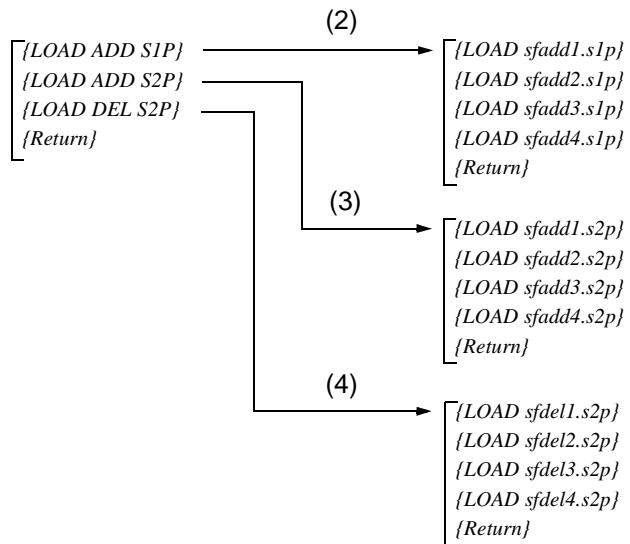 {LOAD ADD S1P}
{LOAD ADD S2P}
{LOAD DEL S2P}
{Return}
(2)
{LOAD sfadd1.s1p}
{LOAD sfadd2.s1p}
{LOAD sfadd3.s1p}
{LOAD sfadd4.s1p}
{Return}
(3)
{LOAD sfadd1.s2p}
{LOAD sfadd2.s2p}
{LOAD sfadd3.s2p}
{LOAD sfadd4.s2p}
{Return}
(4)
{LOAD sfdel1.s2p}
{LOAD sfdel2.s2p}
{LOAD sfdel3.s2p}
{LOAD sfdel4.s2p}
{Return}